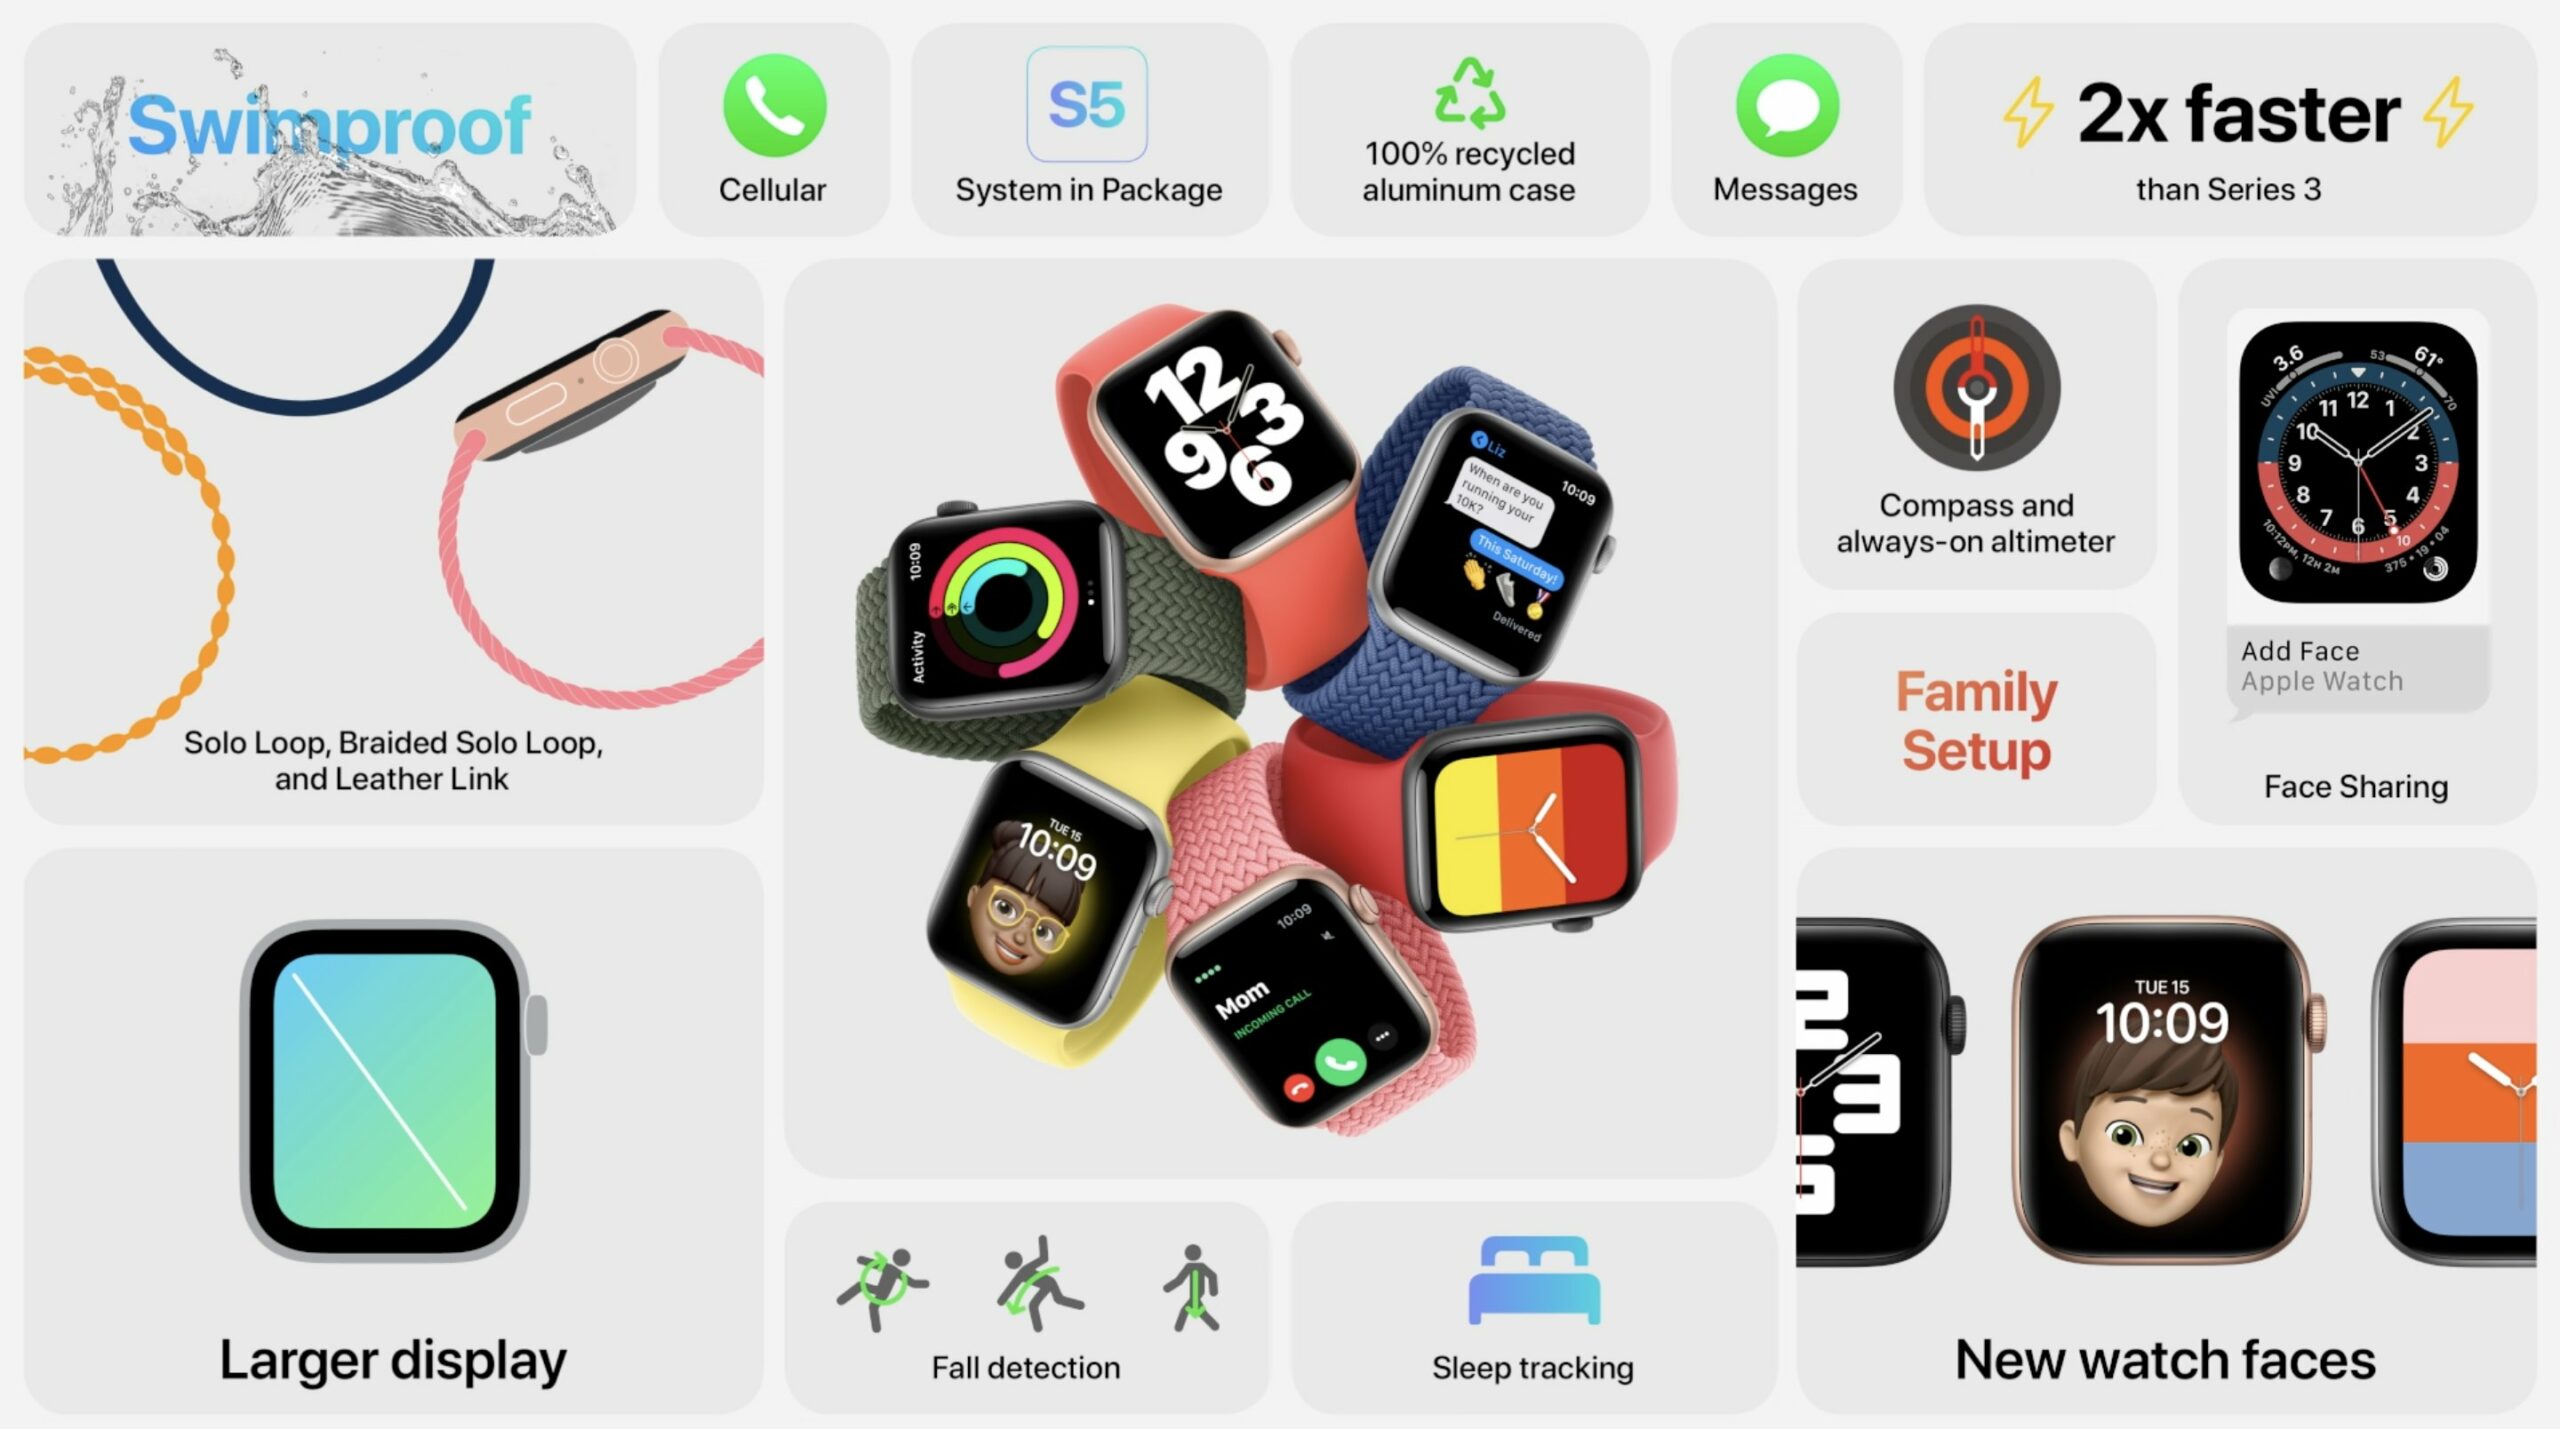 Swimproof
Cellular
S5
System in Package
100% recycled
aluminum case
Messages
2x faster
than Series 3
Solo Loop, Braided Solo Loop,
and Leather Link
12
3
9
6
Liz
10:09
When are you
running your
10K?
This Saturday!
Delivered
10:09
Activity
TUE 15
10:09
10:09
Mom
INCOMING CALL
Compass and
always-on altimeter
Family
Setup
3.6
UVI
53
61°
70
12
1
2
3
4
5
6
7
8
9
10
11
10
10:12PM, 12H 2M
375 • 19 • 04
Add Face
Apple Watch
Face Sharing
Larger display
Fall detection
Sleep tracking
3
TUE 15
10:09
New watch faces